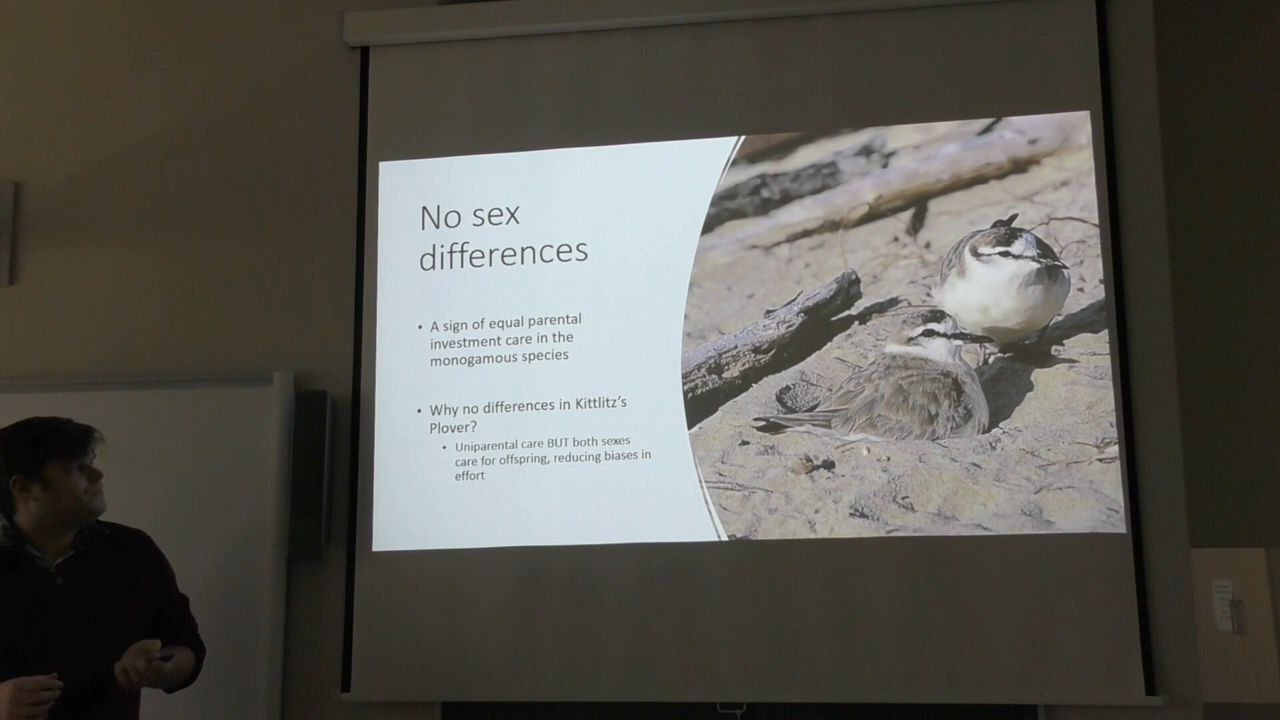 No sex
differences
• A sign of equal parental
investment care in the
monogamous species
• Why no differences in Kittlitz's
Plover?
• Uniparental care BUT both sexes
care for offspring, reducing biases in
effort